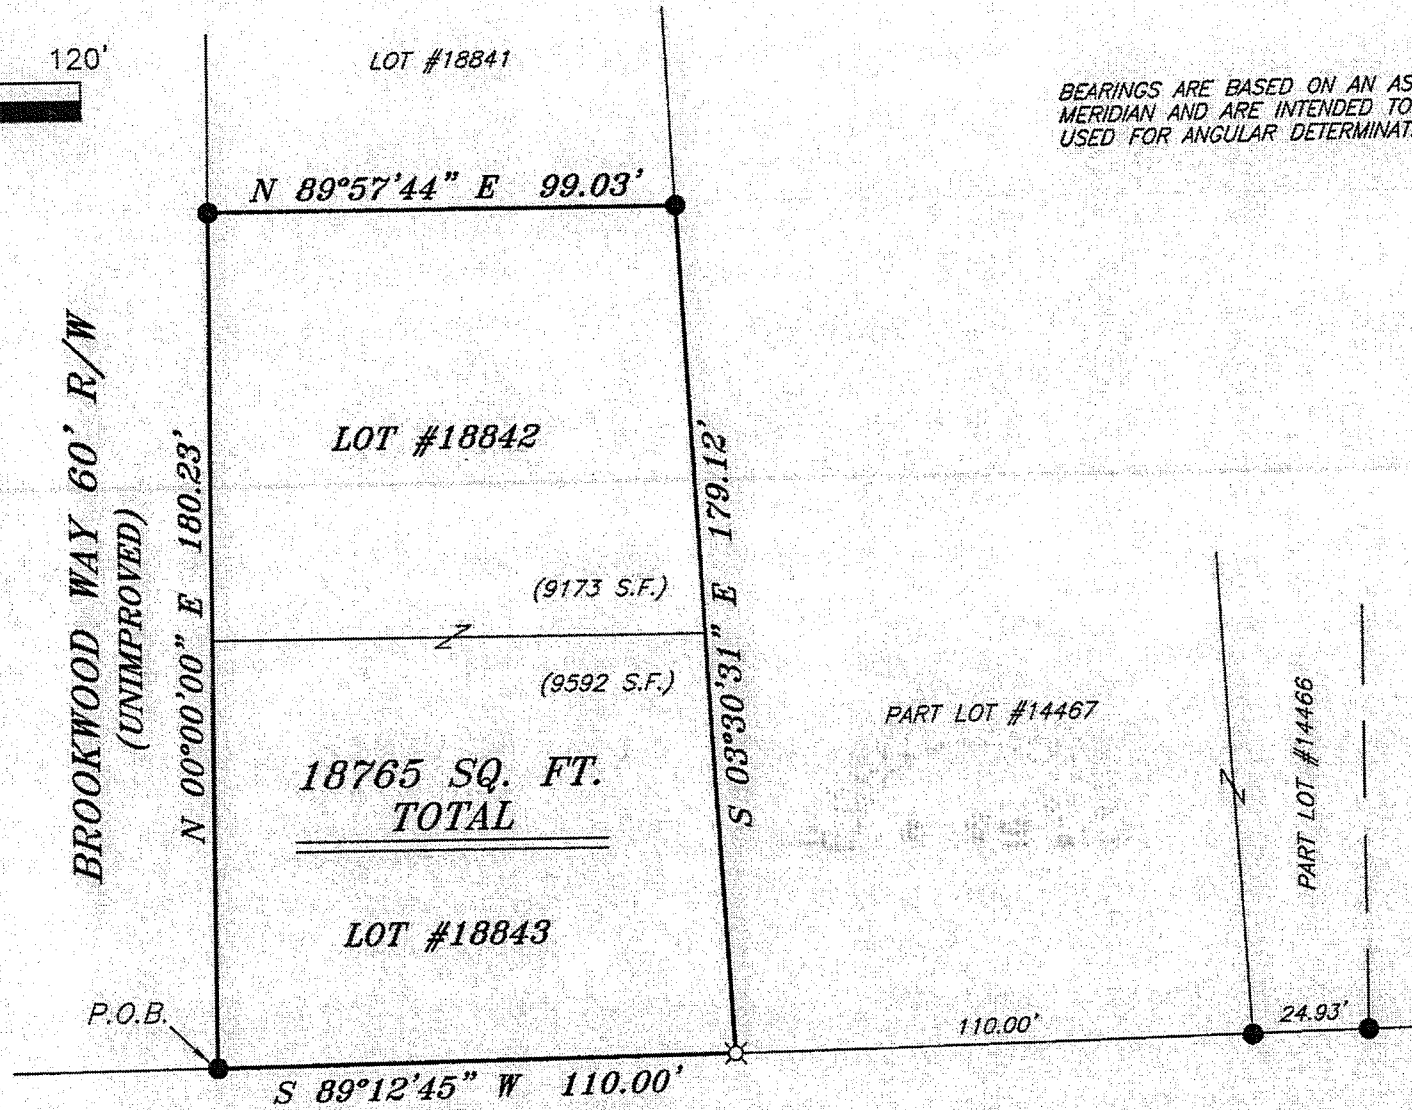 120'
LOT #18841
BEARINGS ARE BASED ON AN AS
MERIDIAN AND ARE INTENDED TO
USED FOR ANGULAR DETERMINAT
N 89°57'44" E 99.03'
BROOKWOOD WAY 60' R/W
(UNIMPROVED)
N 00°00'00" E 180.23'
LOT #18842
S 03°30'31" E 179.12'
(9173 S.F.)
(9592 S.F.)
PART LOT #14467
PART LOT #14466
18765 SQ. FT.
TOTAL
LOT #18843
P.O.B.
110.00'
24.93'
S 89°12'45" W 110.00'